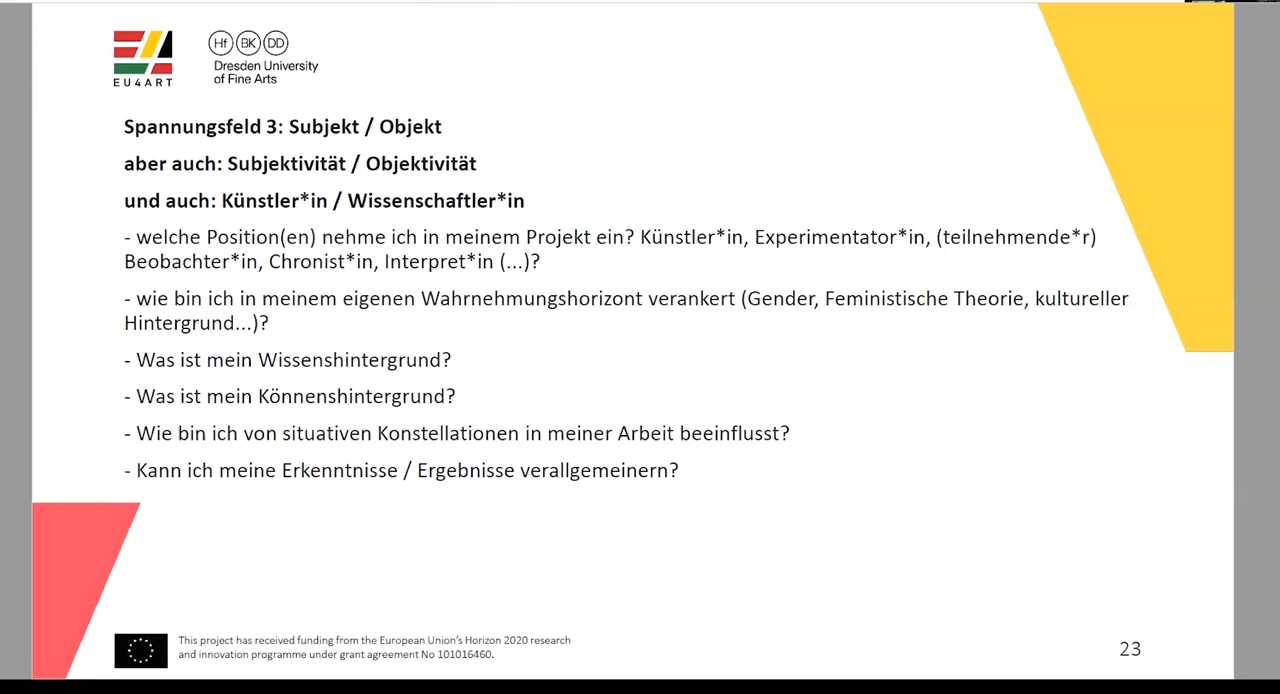 EU4ART
Hf BK DD
Dresden University
of Fine Arts
Spannungsfeld 3: Subjekt / Objekt
aber auch: Subjektivität / Objektivität
und auch: Künstler*in / Wissenschaftler*in
- welche Position(en) nehme ich in meinem Projekt ein? Künstler*in, Experimentator*in, (teilnehmende*r)
Beobachter*in, Chronist*in, Interpret*in (...)?
- wie bin ich in meinem eigenen Wahrnehmungshorizont verankert (Gender, Feministische Theorie, kultureller
Hintergrund...)?
- Was ist mein Wissenshintergrund?
- Was ist mein Könnenshintergrund?
- Wie bin ich von situativen Konstellationen in meiner Arbeit beeinflusst?
- Kann ich meine Erkenntnisse / Ergebnisse verallgemeinern?
This project has received funding from the European Union's Horizon 2020 research
and innovation programme under grant agreement No 101016460.
23